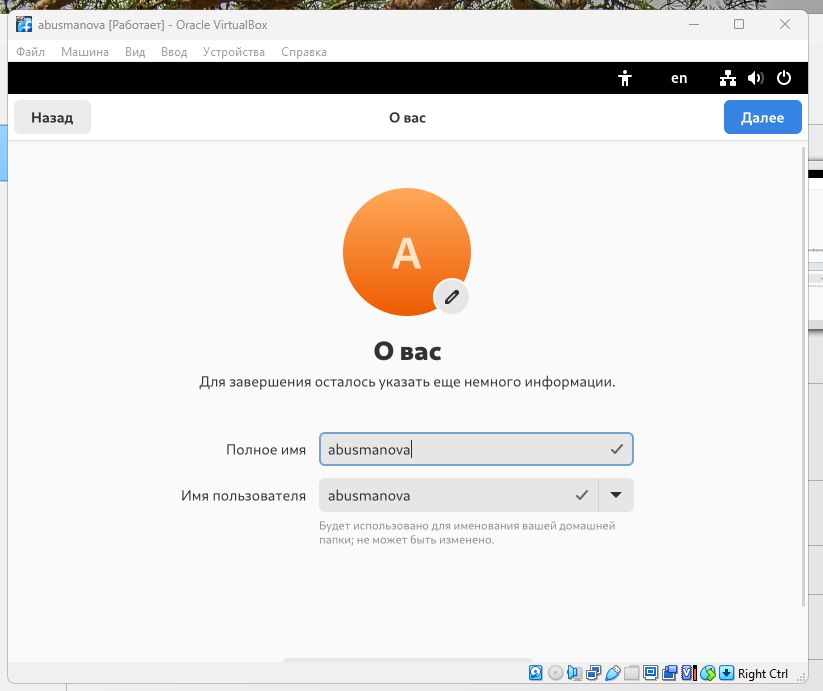 abusmanova [Работает] - Oracle VirtualBox
Файл Машина Вид Ввод Устройства Справка
en
Назад О вас Далее
A
О вас
Для завершения осталось указать еще немного информации.
Полное имя abusmanova
Имя пользователя abusmanova
Будет использовано для именования вашей домашней
папки; не может быть изменено.
Right Ctrl